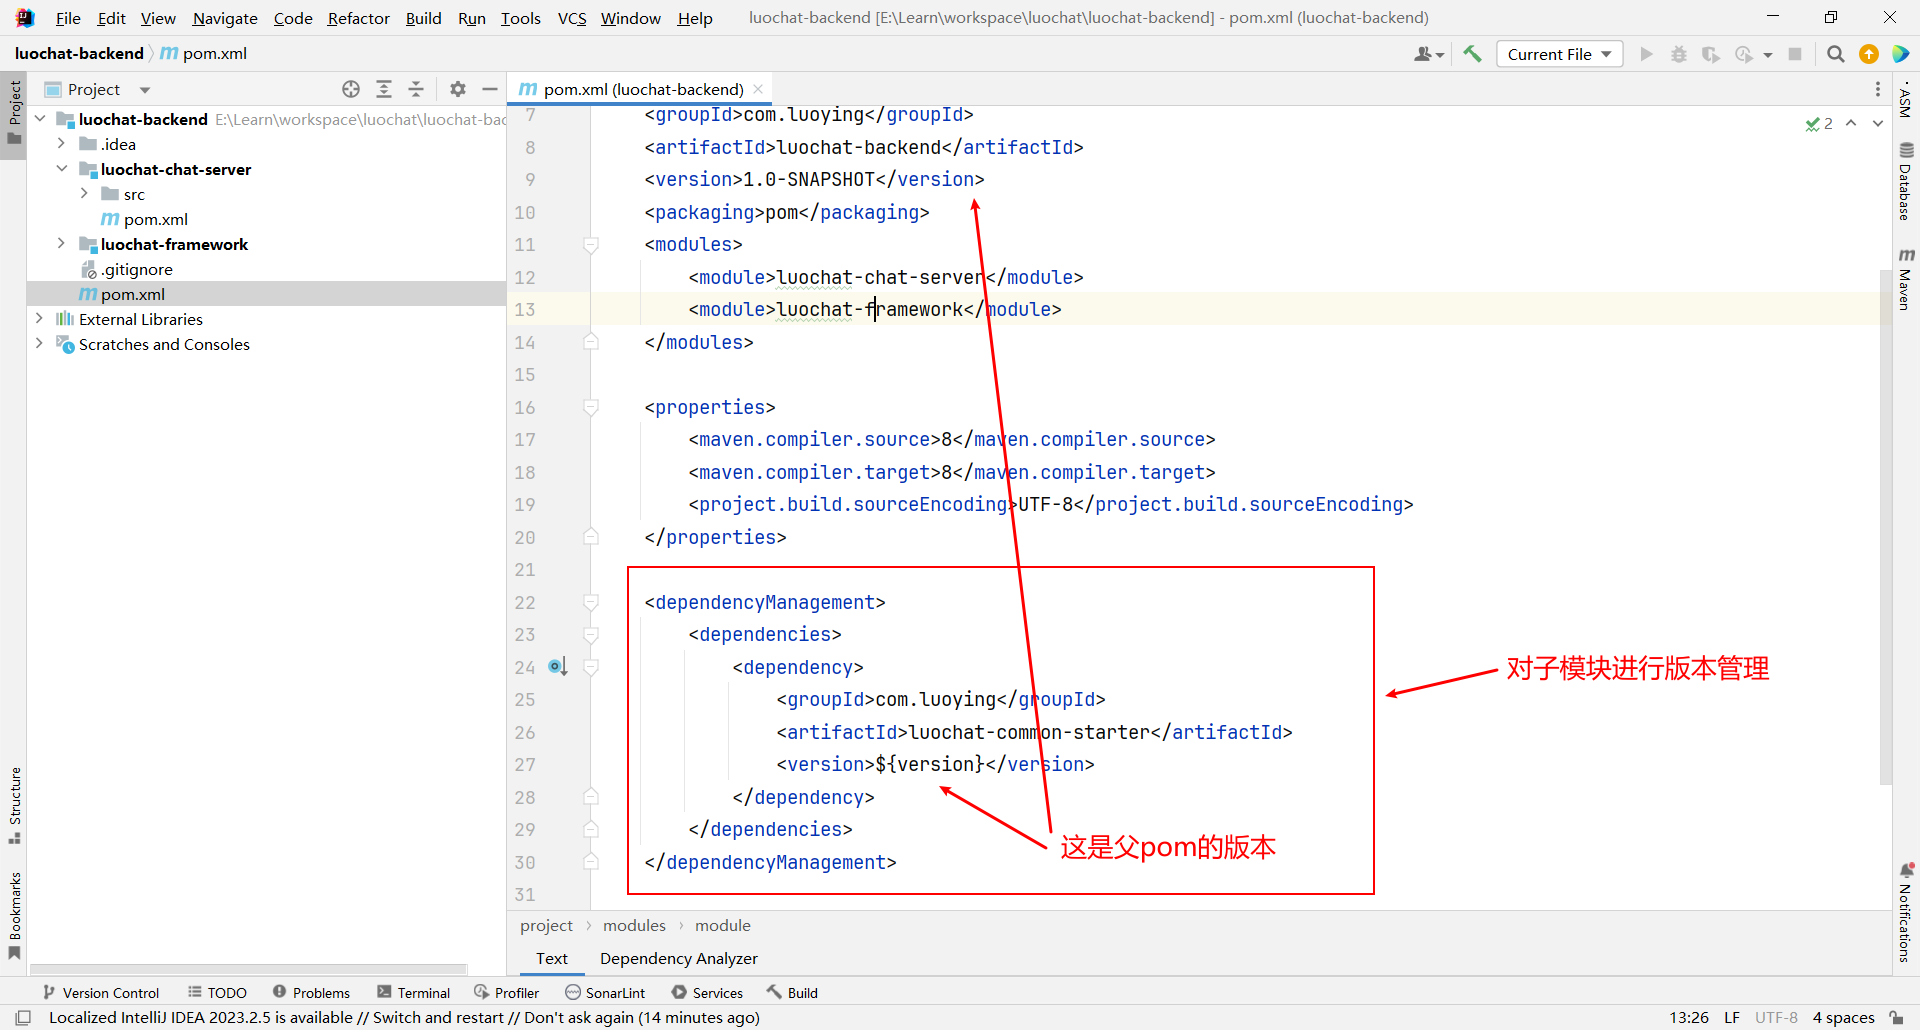 File Edit View Navigate Code Refactor Build Run Tools VCS Window Help luochat-backend [E:\Learn\workspace\luochat\luochat-backend] - pom.xml (luochat-backend)
luochat-backend pom.xml Current File
Project
Project
pom.xml (luochat-backend)
luochat-backend E:\Learn\workspace\luochat\luochat-bac
.idea
luochat-chat-server
src
pom.xml
luochat-framework
.gitignore
pom.xml
External Libraries
Scratches and Consoles
2
7 <groupId>com.luoying</groupId>
8 <artifactId>luochat-backend</artifactId>
9 <version>1.0-SNAPSHOT</version>
10 <packaging>pom</packaging>
11 <modules>
12 <module>luochat-chat-server</module>
13 <module>luochat-framework</module>
14 </modules>
15
16 <properties>
17 <maven.compiler.source>8</maven.compiler.source>
18 <maven.compiler.target>8</maven.compiler.target>
19 <project.build.sourceEncoding>UTF-8</project.build.sourceEncoding>
20 </properties>
21
22 <dependencyManagement>
23 <dependencies>
24 <dependency>
25 <groupId>com.luoying</groupId>
26 <artifactId>luochat-common-starter</artifactId>
27 <version>${version}</version>
28 </dependency>
29 </dependencies>
30 </dependencyManagement>
31
对子模块进行版本管理
这是父pom的版本
ASM
Database
Maven
Notifications
Structure
Bookmarks
project modules module
Text Dependency Analyzer
Version Control TODO Problems Terminal Profiler SonarLint Services Build
Localized IntelliJ IDEA 2023.2.5 is available // Switch and restart // Don't ask again (14 minutes ago) 13:26 LF UTF-8 4 spaces